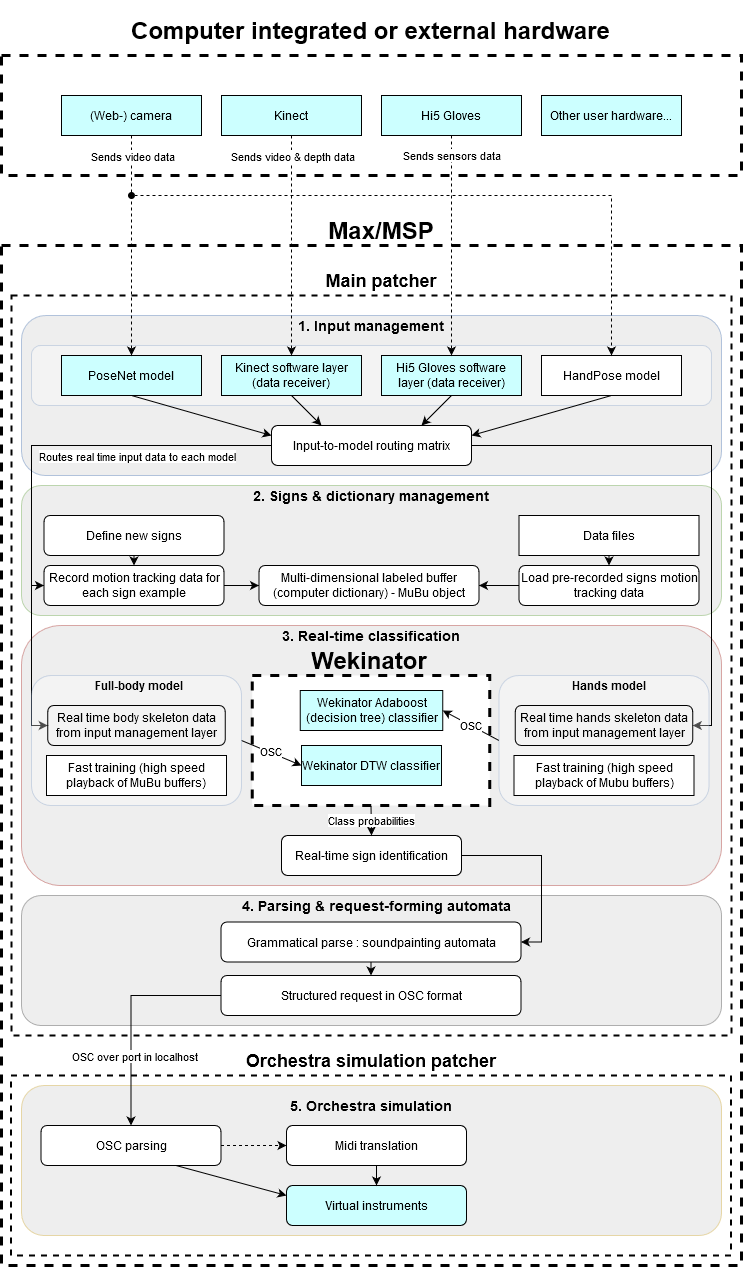 Computer integrated or external hardware
(Web-) camera
Kinect
Hi5 Gloves
Other user hardware...
Sends video data
Sends video & depth data
Sends sensors data
Max/MSP
Main patcher
1. Input management
PoseNet model
Kinect software layer
(data receiver)
Hi5 Gloves software
layer (data receiver)
HandPose model
Input-to-model routing matrix
Routes real time input data to each model
2. Signs & dictionary management
Define new signs
Data files
Record motion tracking data for
each sign example
Multi-dimensional labeled buffer
(computer dictionary) - MuBu object
Load pre-recorded signs motion
tracking data
3. Real-time classification
Wekinator
Full-body model
Real time body skeleton data
from input management layer
Fast training (high speed
playback of MuBu buffers)
OSC
Wekinator Adaboost
(decision tree) classifier
Wekinator DTW classifier
OSC
Hands model
Real time hands skeleton data
from input management layer
Fast training (high speed
playback of Mubu buffers)
Class probabilities
Real-time sign identification
4. Parsing & request-forming automata
Grammatical parse : soundpainting automata
Structured request in OSC format
OSC over port in localhost
Orchestra simulation patcher
5. Orchestra simulation
OSC parsing
Midi translation
Virtual instruments